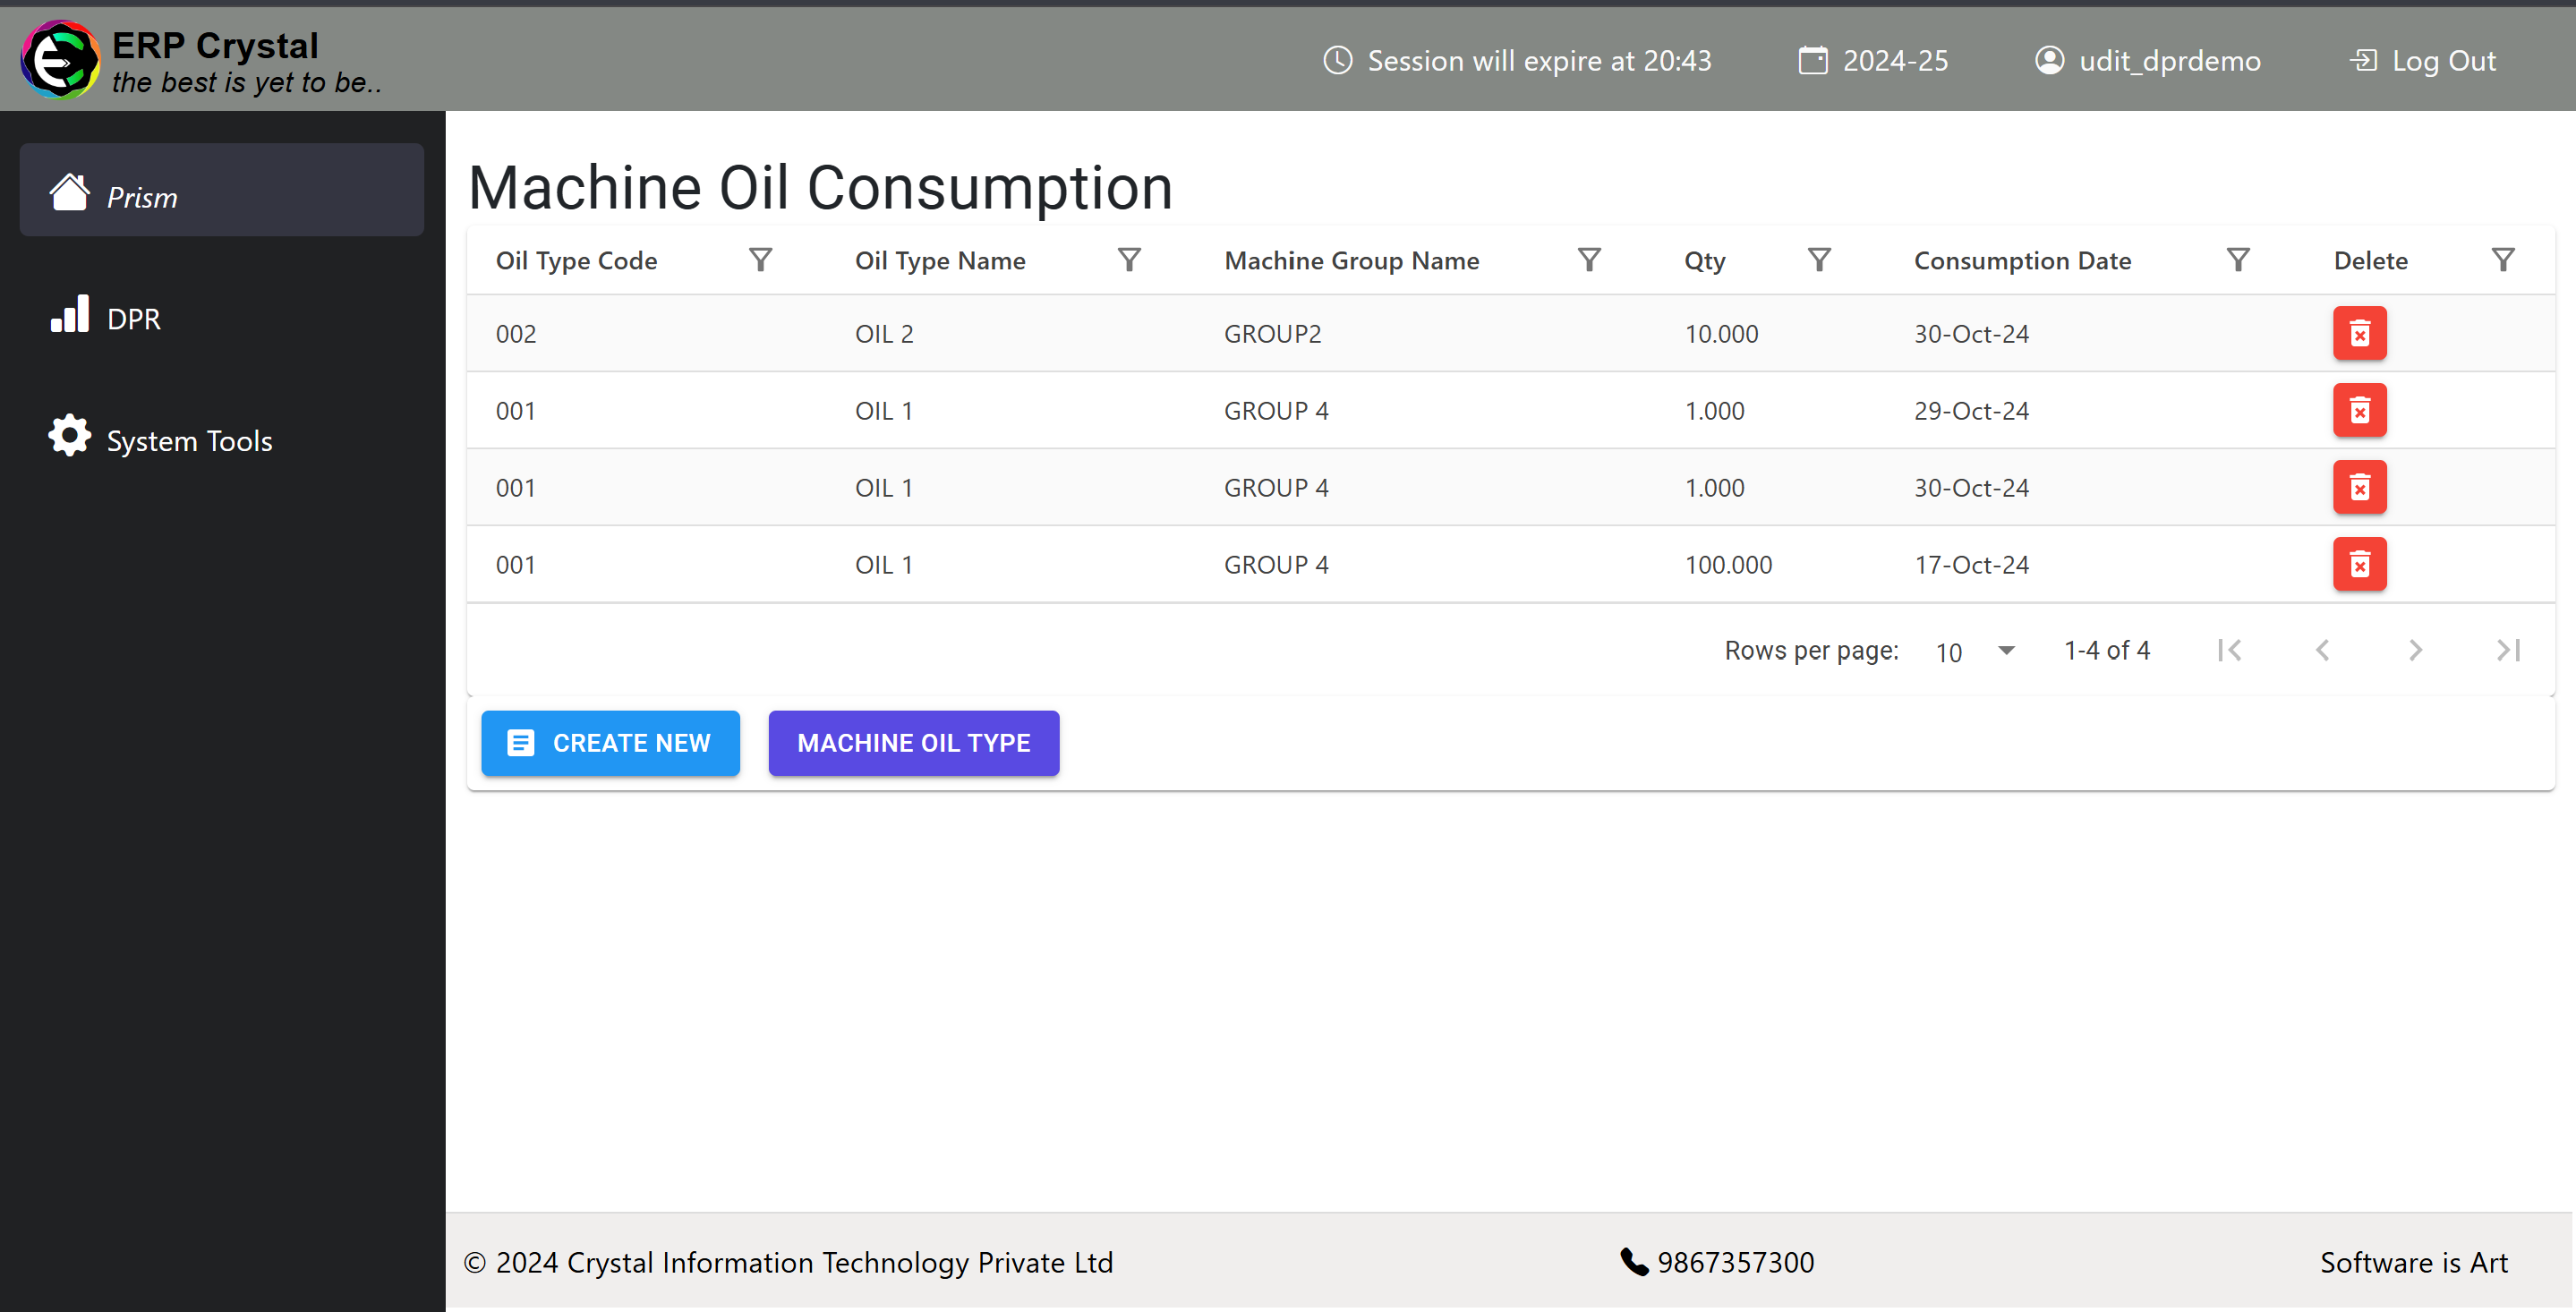 ERP Crystal
the best is yet to be..
Session will expire at 20:43
2024-25
udit_dprdemo
Log Out
Prism
DPR
System Tools
Machine Oil Consumption
Oil Type Code Oil Type Name Machine Group Name Qty Consumption Date Delete
002 OIL 2 GROUP2 10.000 30-Oct-24
001 OIL 1 GROUP 4 1.000 29-Oct-24
001 OIL 1 GROUP 4 1.000 30-Oct-24
001 OIL 1 GROUP 4 100.000 17-Oct-24
Rows per page: 10 1-4 of 4
CREATE NEW MACHINE OIL TYPE
© 2024 Crystal Information Technology Private Ltd 9867357300 Software is Art